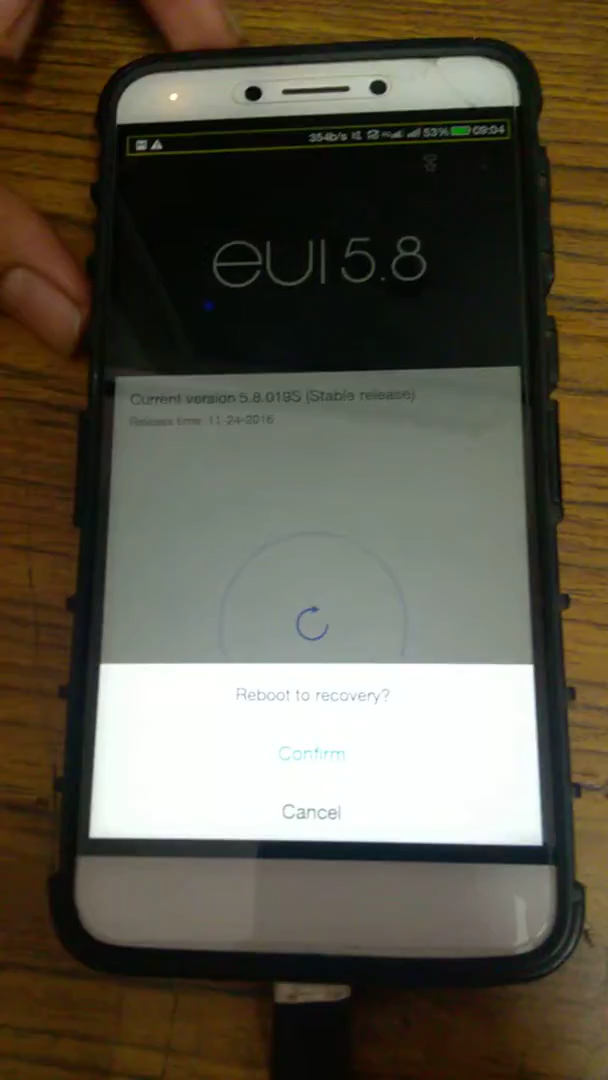 354b/s 53% 09:04
eUI 5.8
Current version 5.8.019S (Stable release)
Release time 11-24-2016
Reboot to recovery?
Confirm
Cancel